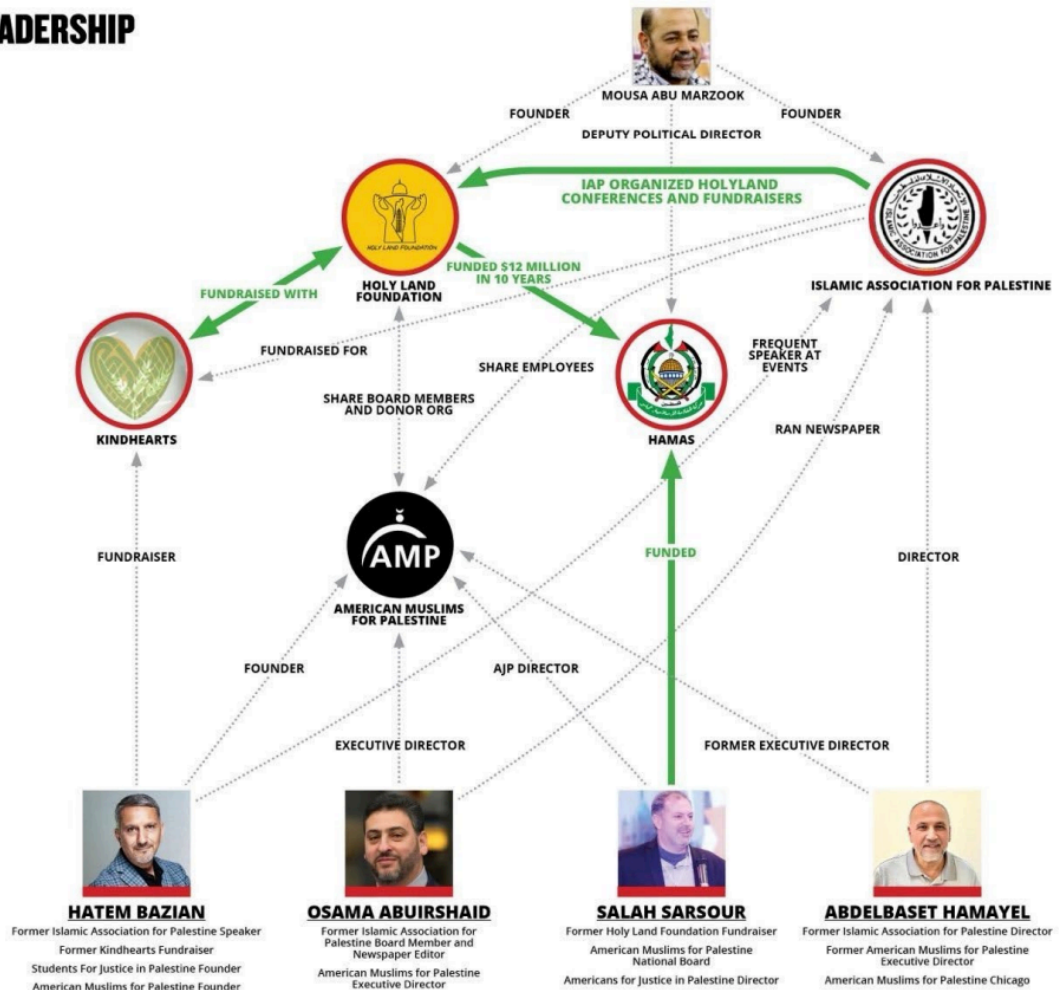 ADERSHIP
MOUSA ABU MARZOOK
FOUNDER
FOUNDER
DEPUTY POLITICAL DIRECTOR
IAP ORGANIZED HOLYLAND
CONFERENCES AND FUNDRAISERS
HOLY LAND FOUNDATION
ISLAMIC ASSOCIATION FOR PALESTINE
FUNDED $12 MILLION
IN 10 YEARS
HOLY LAND
FOUNDATION
ISLAMIC ASSOCIATION FOR PALESTINE
FUNDRAISED WITH
FUNDRAISED FOR
SHARE EMPLOYEES
FREQUENT
SPEAKER AT
EVENTS
SHARE BOARD MEMBERS
AND DONOR ORG
RAN NEWSPAPER
KINDHEARTS
HAMAS
AMP
FUNDRAISER
FUNDED
DIRECTOR
AMERICAN MUSLIMS
FOR PALESTINE
FOUNDER
AJP DIRECTOR
EXECUTIVE DIRECTOR
FORMER EXECUTIVE DIRECTOR
HATEM BAZIAN
Former Islamic Association for Palestine Speaker
Former Kindhearts Fundraiser
Students For Justice in Palestine Founder
American Muslims for Palestine Founder
OSAMA ABUIRSHAID
Former Islamic Association for
Palestine Board Member and
Newspaper Editor
American Muslims for Palestine
Executive Director
SALAH SARSOUR
Former Holy Land Foundation Fundraiser
American Muslims for Palestine
National Board
Americans for Justice in Palestine Director
ABDELBASET HAMAYEL
Former Islamic Association for Palestine Director
Former American Muslims for Palestine
Executive Director
American Muslims for Palestine Chicago